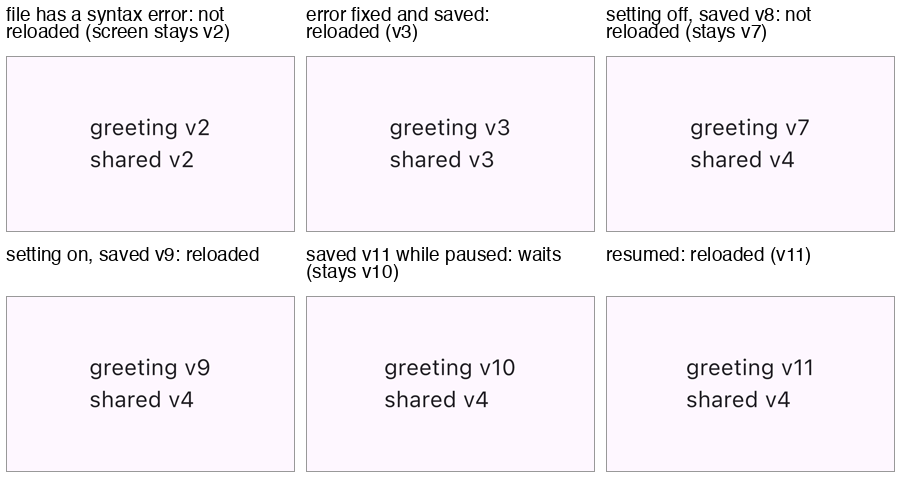 file has a syntax error: not
reloaded (screen stays v2)
greeting v2
shared v2
error fixed and saved:
reloaded (v3)
greeting v3
shared v3
setting off, saved v8: not
reloaded (stays v7)
greeting v7
shared v4
setting on, saved v9: reloaded
greeting v9
shared v4
saved v11 while paused: waits
(stays v10)
greeting v10
shared v4
resumed: reloaded (v11)
greeting v11
shared v4